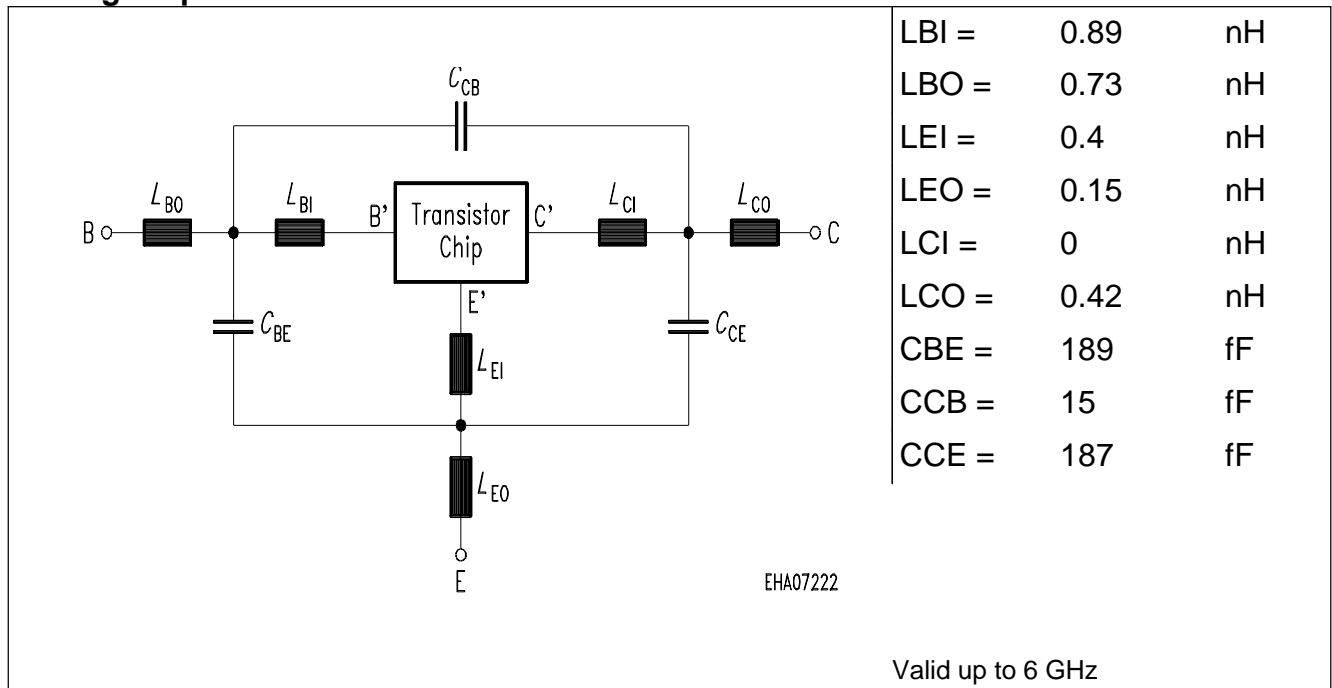 C_CB
L_BO L_BI B' Transistor Chip C' L_CI L_CO
B C
E'
C_BE C_CE
L_EI
L_EO
E
EHA07222
LBI = 0.89 nH
LBO = 0.73 nH
LEI = 0.4 nH
LEO = 0.15 nH
LCI = 0 nH
LCO = 0.42 nH
CBE = 189 fF
CCB = 15 fF
CCE = 187 fF
Valid up to 6 GHz